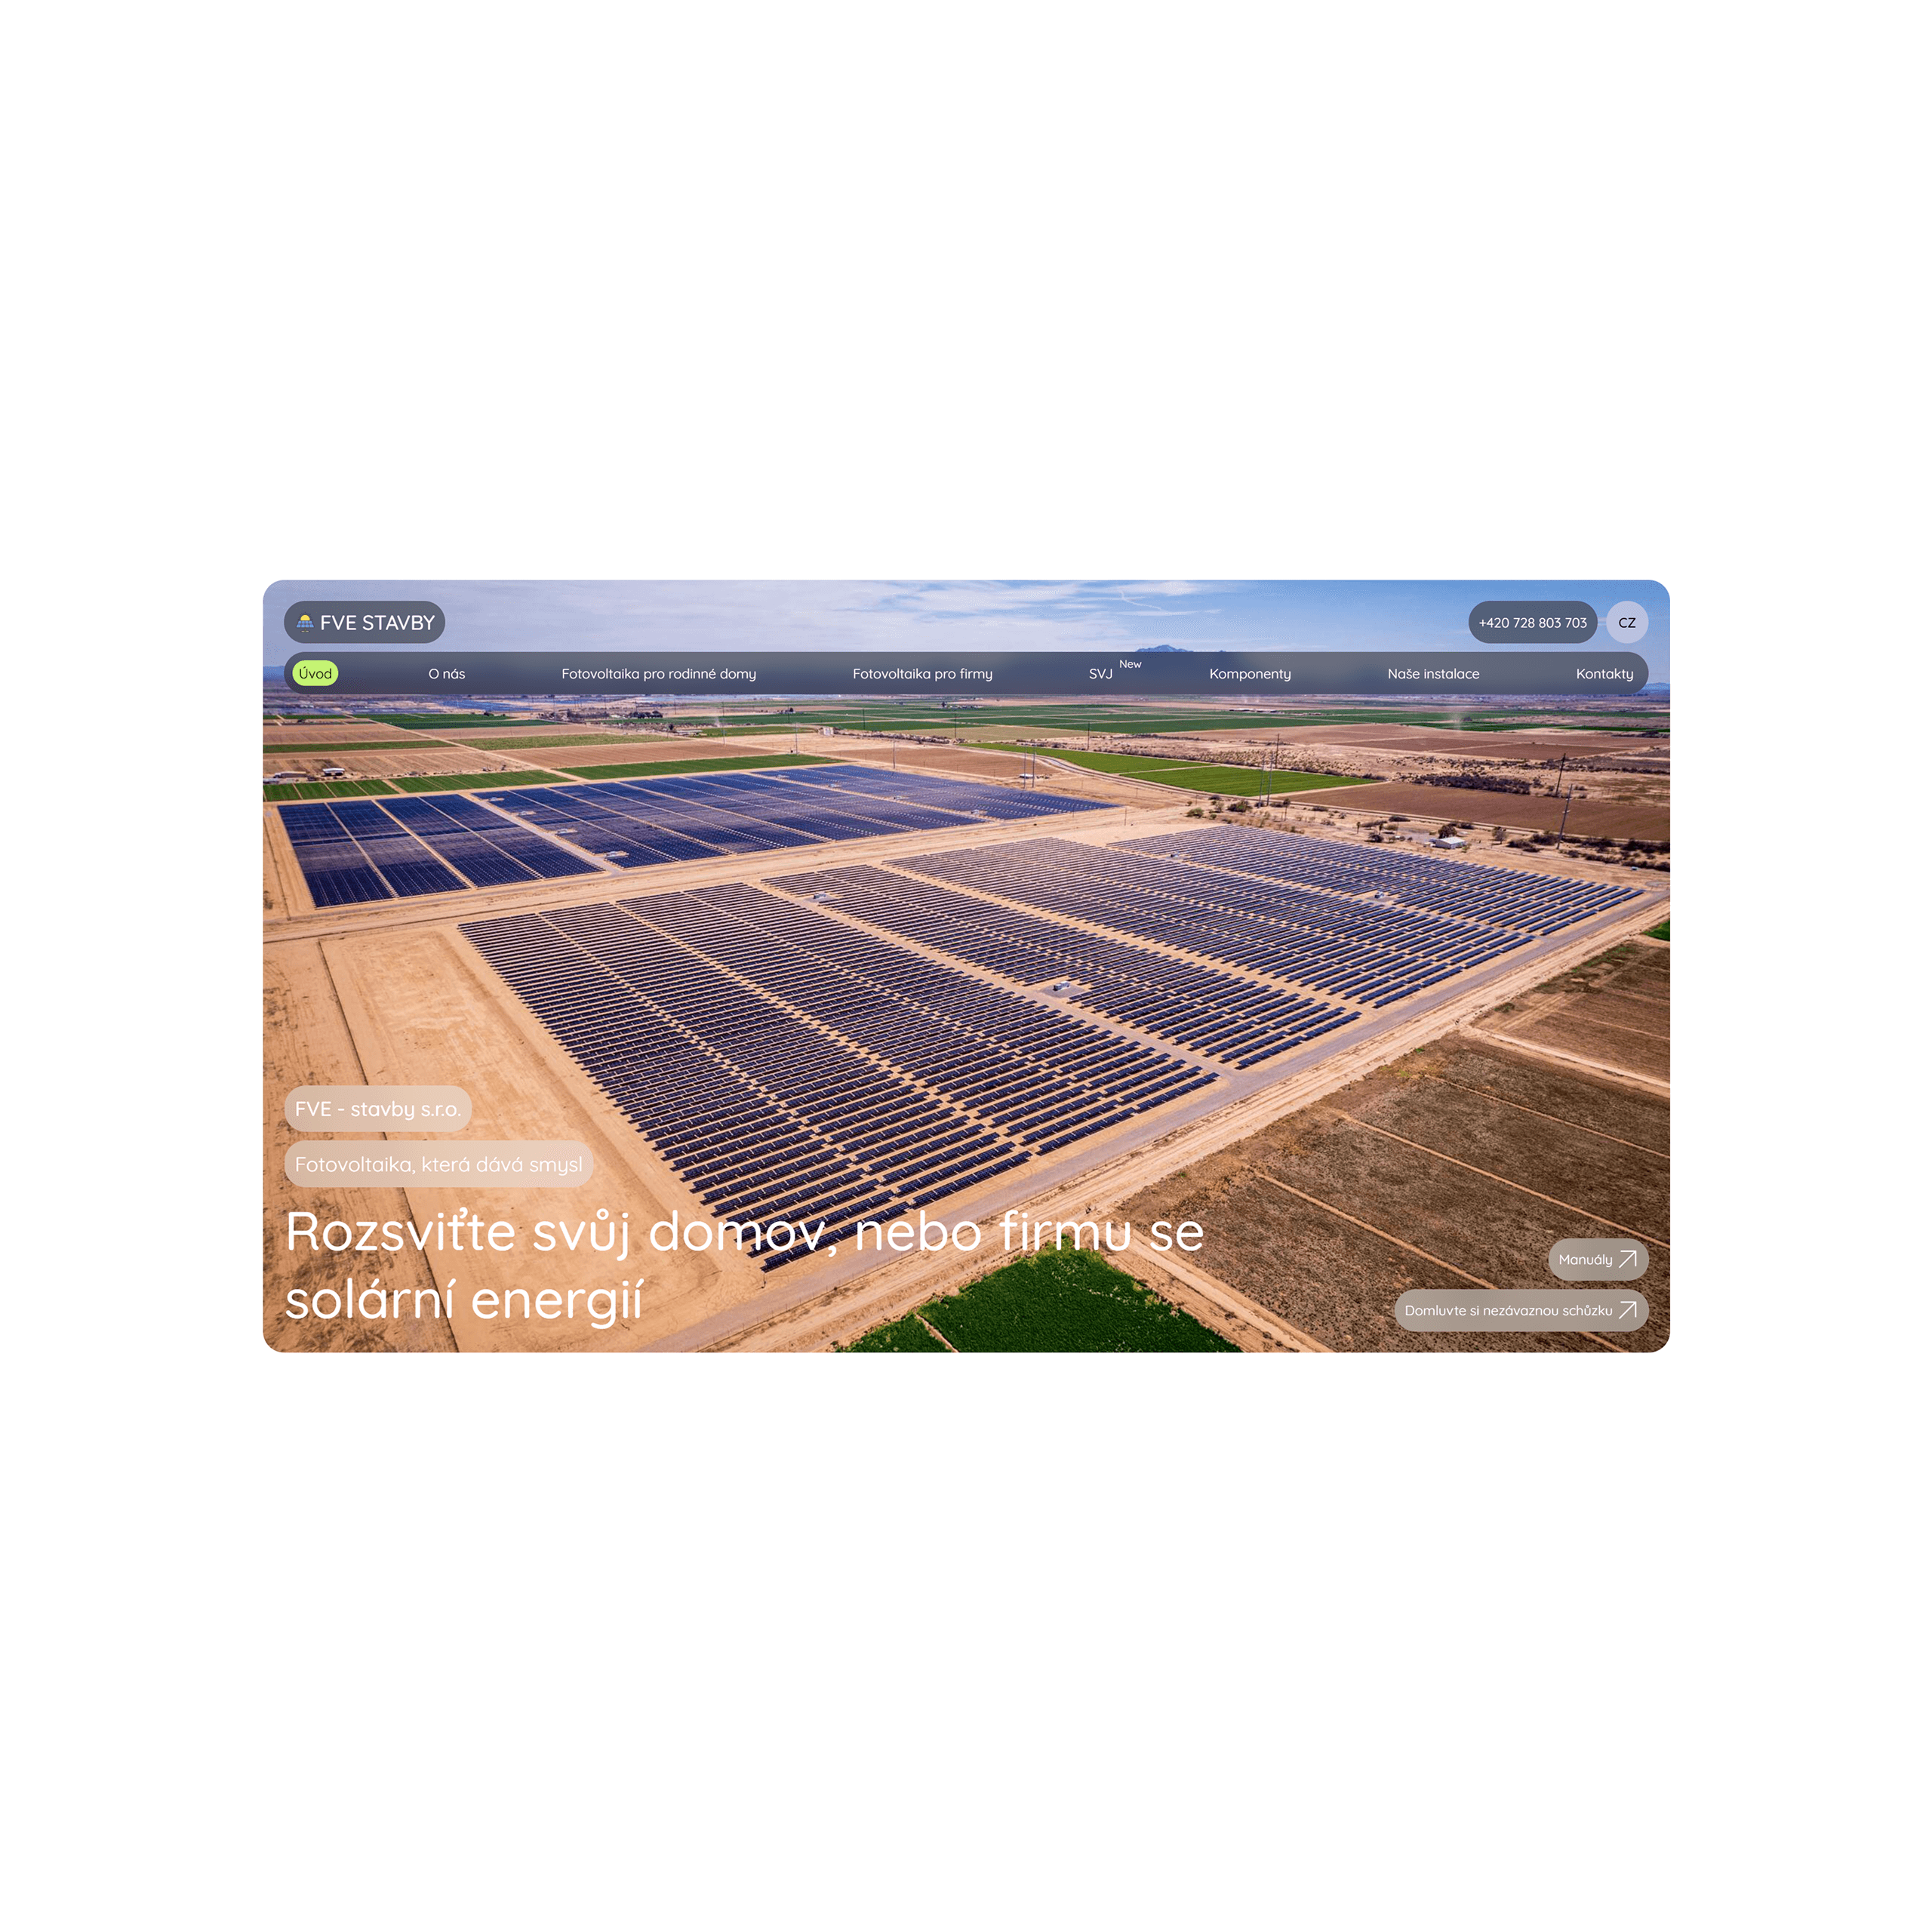 FVE STAVBY
+420 728 803 703
CZ
Úvod
O nás
Fotovoltaika pro rodinné domy
Fotovoltaika pro firmy
SVJ
New
Komponenty
Naše instalace
Kontakty
FVE - stavby s.r.o.
Fotovoltaika, která dává smysl
Rozsviťte svůj domov, nebo firmu se
solární energií
Manuály
Domluvte si nezávaznou schůzku